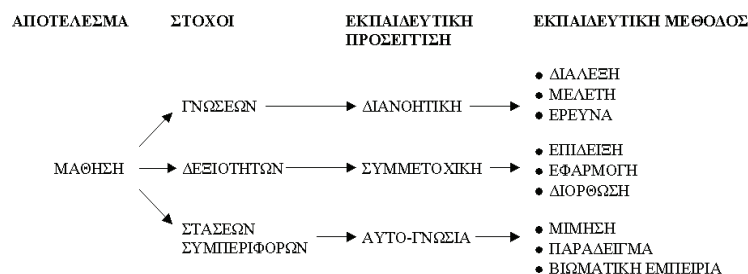 ΑΠΟΤΕΛΕΣΜΑ ΣΤΟΧΟΙ ΕΚΠΑΙΔΕΥΤΙΚΗ ΠΡΟΣΕΓΓΙΣΗ ΕΚΠΑΙΔΕΥΤΙΚΗ ΜΕΘΟΔΟΣ
ΜΑΘΗΣΗ
ΓΝΩΣΕΩΝ ΔΙΑΝΟΗΤΙΚΗ
• ΔΙΑΛΕΞΗ
• ΜΕΛΕΤΗ
• ΕΡΕΥΝΑ
ΔΕΞΙΟΤΗΤΩΝ ΣΥΜΜΕΤΟΧΙΚΗ
• ΕΠΙΔΕΙΞΗ
• ΕΦΑΡΜΟΓΗ
• ΔΙΟΡΘΩΣΗ
ΣΤΑΣΕΩΝ
ΣΥΜΠΕΡΙΦΟΡΩΝ
ΑΥΤΟ-ΓΝΩΣΙΑ
• ΜΙΜΗΣΗ
• ΠΑΡΑΔΕΙΓΜΑ
• ΒΙΩΜΑΤΙΚΗ ΕΜΠΕΙΡΙΑ